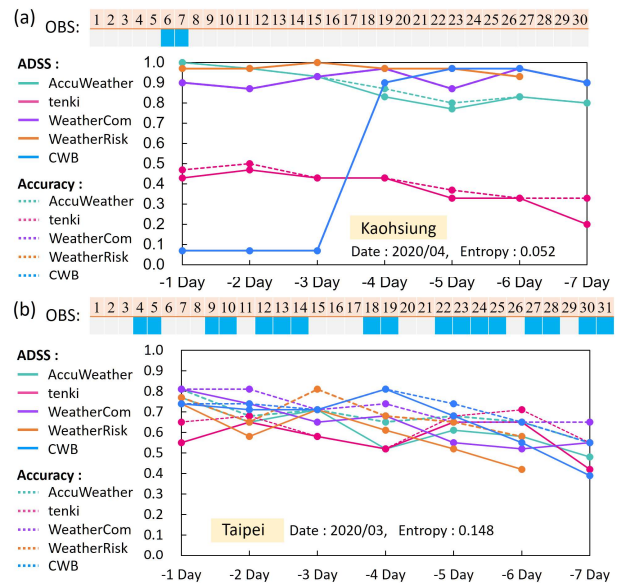 (a)
OBS:
1 2 3 4 5 6 7 8 9 10 11 12 13 14 15 16 17 18 19 20 21 22 23 24 25 26 27 28 29 30
ADSS :
AccuWeather
tenki
WeatherCom
WeatherRisk
CWB
Accuracy :
AccuWeather
tenki
WeatherCom
WeatherRisk
CWB
1.0
0.9
0.8
0.7
0.6
0.5
0.4
0.3
0.2
0.1
0.0
Kaohsiung
Date : 2020/04, Entropy : 0.052
-1 Day -2 Day -3 Day -4 Day -5 Day -6 Day -7 Day
(b)
OBS:
1 2 3 4 5 6 7 8 9 10 11 12 13 14 15 16 17 18 19 20 21 22 23 24 25 26 27 28 29 30 31
ADSS :
AccuWeather
tenki
WeatherCom
WeatherRisk
CWB
Accuracy :
AccuWeather
tenki
WeatherCom
WeatherRisk
CWB
1.0
0.9
0.8
0.7
0.6
0.5
0.4
0.3
0.2
0.1
0.0
Taipei
Date : 2020/03, Entropy : 0.148
-1 Day -2 Day -3 Day -4 Day -5 Day -6 Day -7 Day